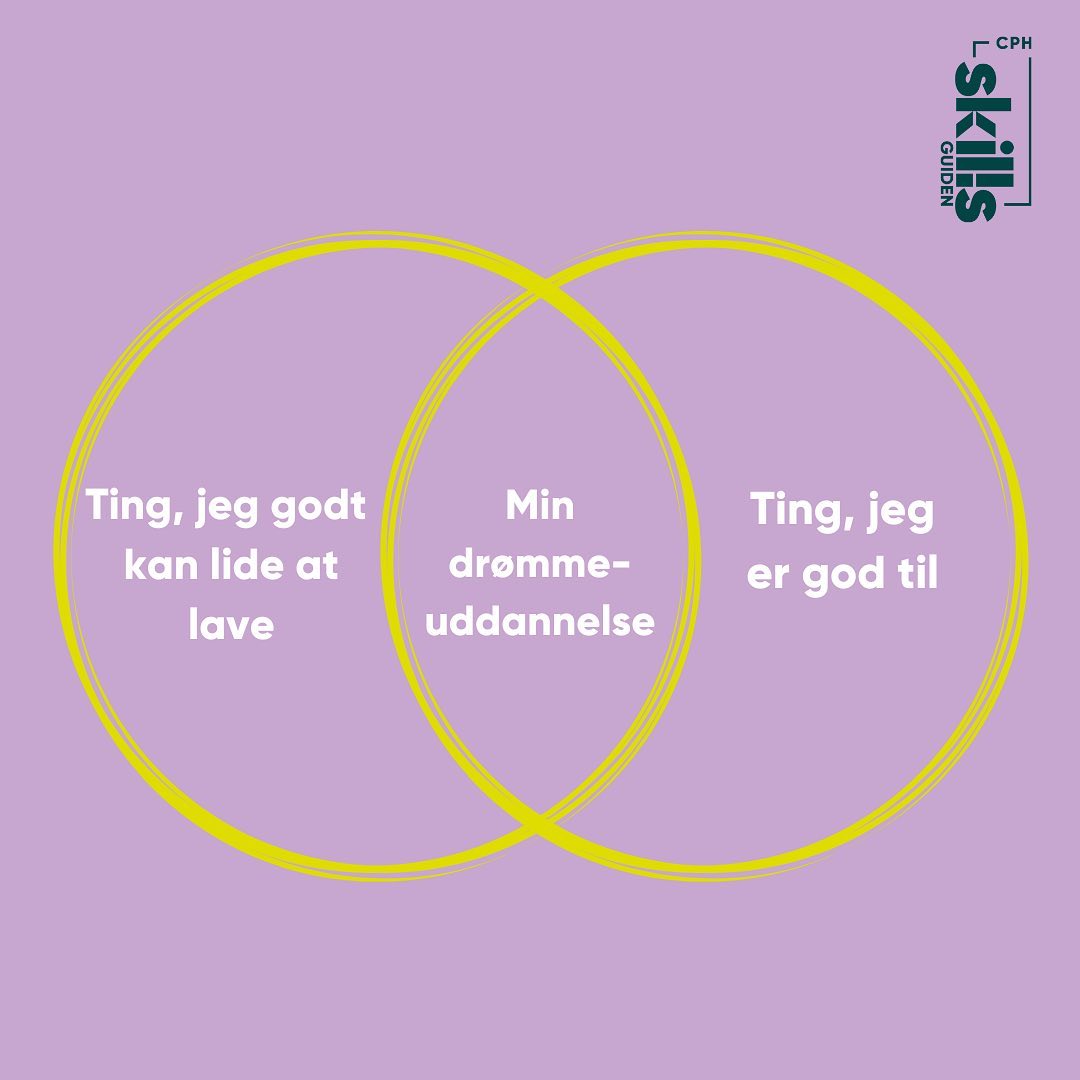 CPH
skills
GUIDEN
Ting, jeg godt
kan lide at
lave
Min
drømme-
uddannelse
Ting, jeg
er god til